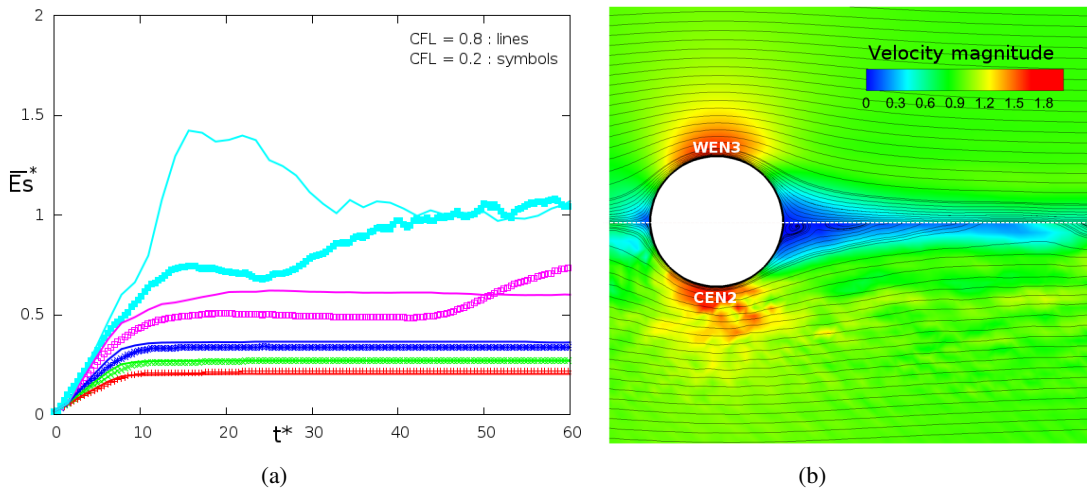 2
1.5
1
0.5
0
Es*
CFL = 0.8 : lines
CFL = 0.2 : symbols
0 10 20 30 40 50 60
t*
(a)
Velocity magnitude
0 0.3 0.6 0.9 1.2 1.5 1.8
WEN3
CEN2
(b)